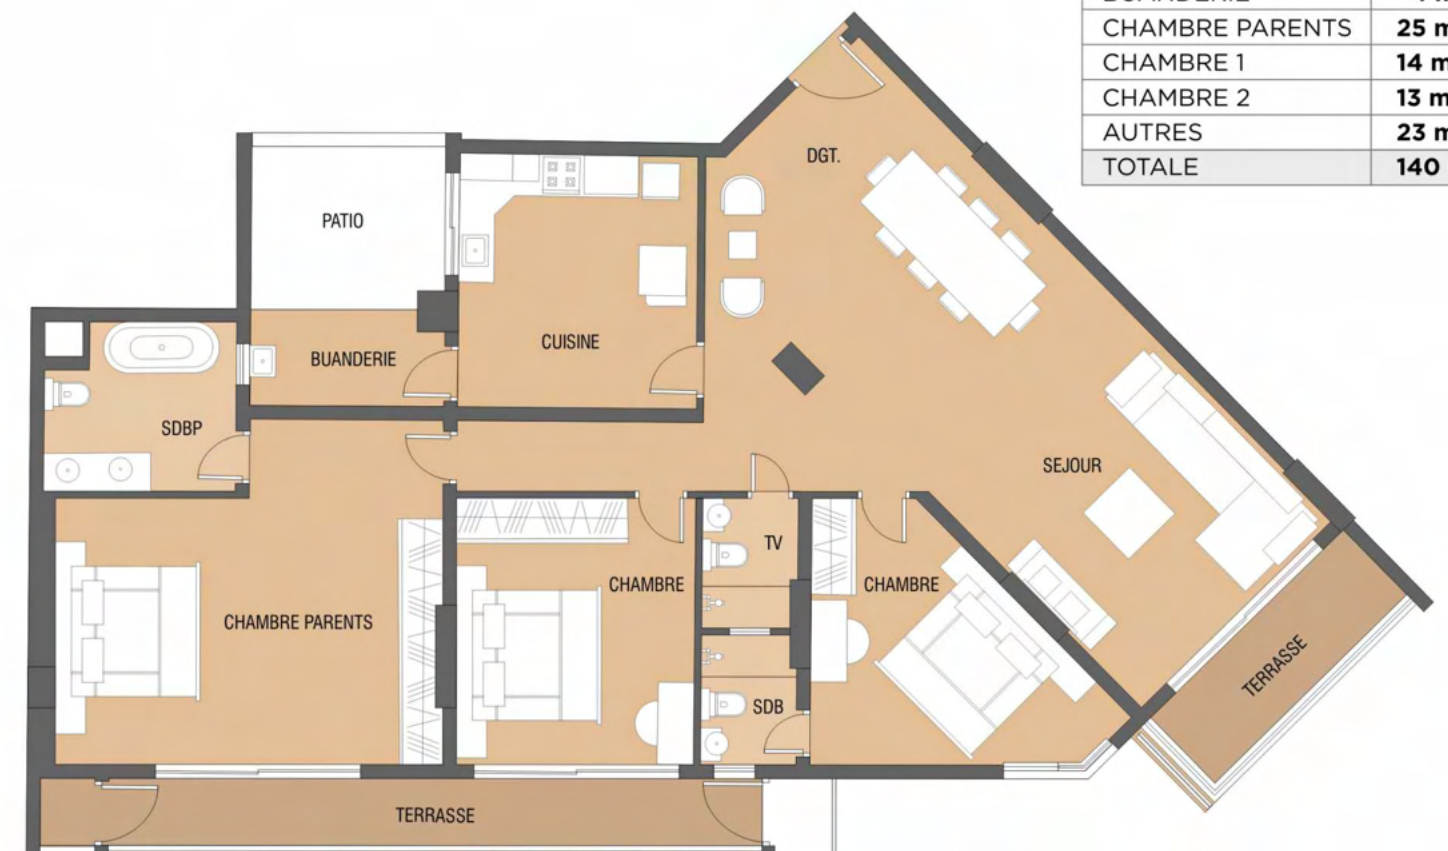 CHAMBRE PARENTS 25 m
CHAMBRE 1 14 m
CHAMBRE 2 13 m
AUTRES 23 m
TOTALE 140
DGT.
PATIO
CUISINE
BUANDERIE
SDBP
SEJOUR
TV
CHAMBRE
CHAMBRE
CHAMBRE PARENTS
TERRASSE
SDB
TERRASSE